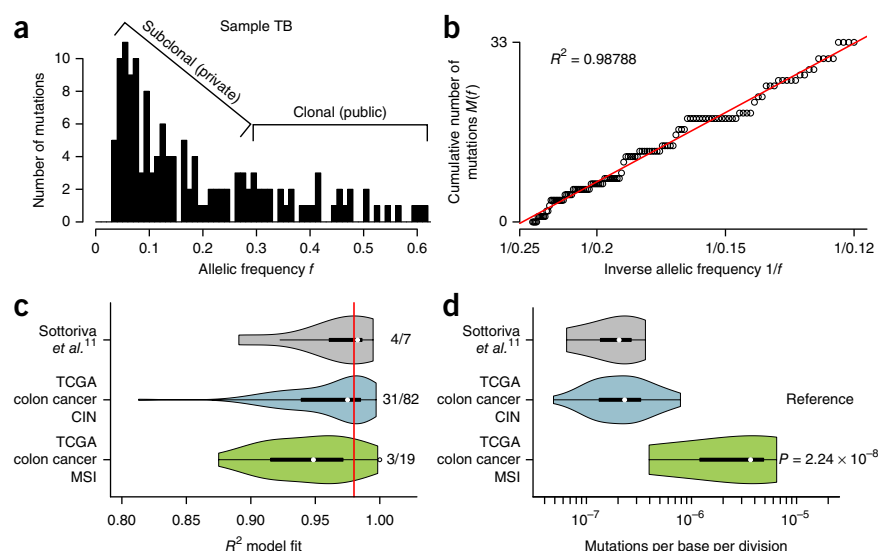 a
Sample TB
Number of mutations
10
8
6
4
2
0
Subclonal (private)
Clonal (public)
0
0.1
0.2
0.3
0.4
0.5
0.6
Allelic frequency f
b
Cumulative number of
mutations M(f)
33
0
R² = 0.98788
1/0.25
1/0.2
1/0.15
1/0.12
Inverse allelic frequency 1/f
c
Sottoriva
et al.¹¹
4/7
TCGA
colon cancer
CIN
31/82
TCGA
colon cancer
MSI
3/19
0.80
0.85
0.90
0.95
1.00
R² model fit
d
Sottoriva
et al.¹¹
TCGA
colon cancer
CIN
Reference
TCGA
colon cancer
MSI
P = 2.24 × 10⁻⁸
10⁻⁷
10⁻⁶
10⁻⁵
Mutations per base per division